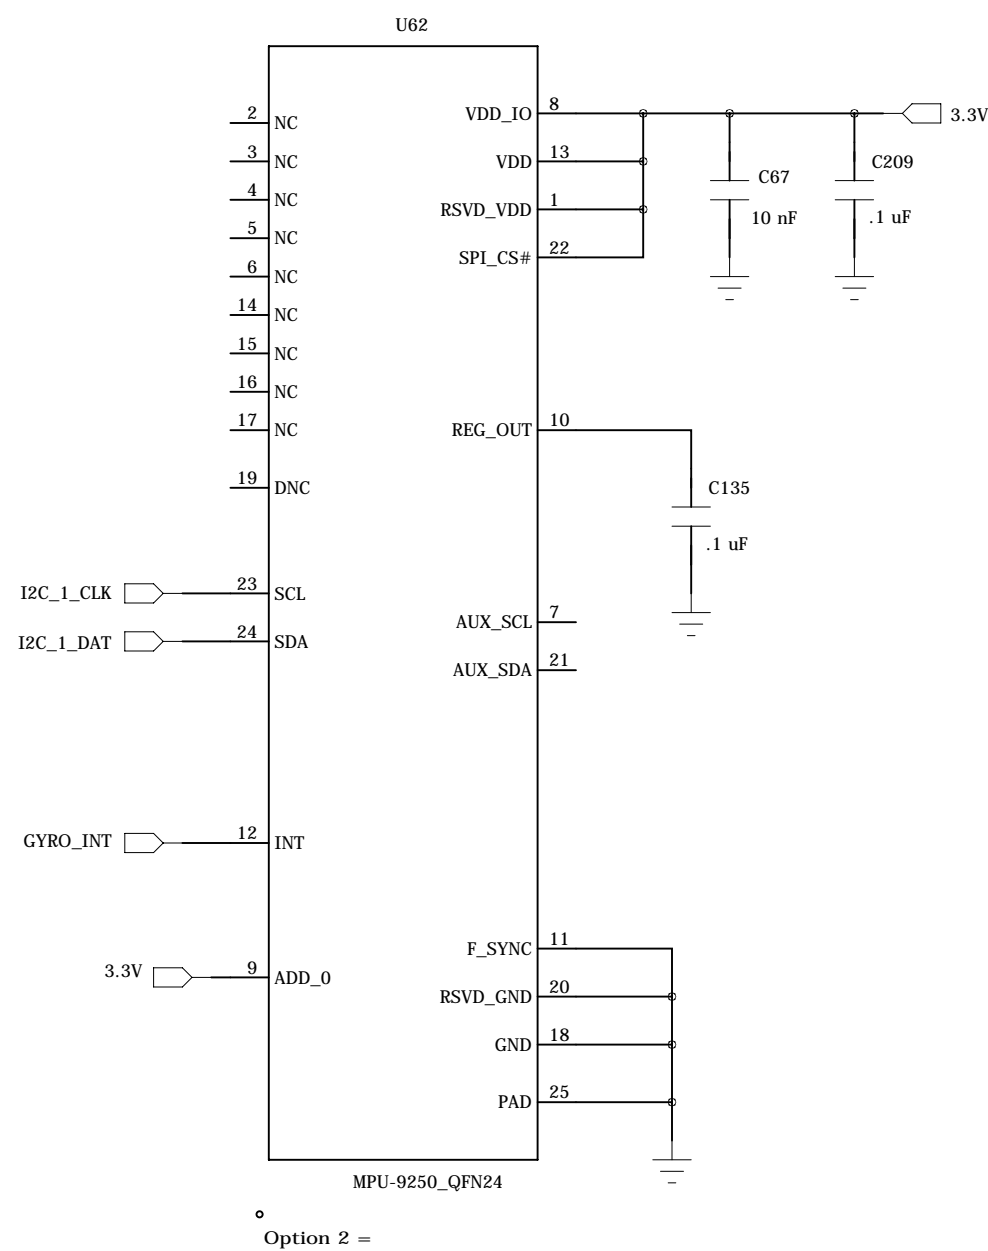 U62
2 NC
3 NC
4 NC
5 NC
6 NC
14 NC
15 NC
16 NC
17 NC
19 DNC
I2C_1_CLK 23 SCL
I2C_1_DAT 24 SDA
GYRO_INT 12 INT
3.3V 9 ADD_0
VDD_IO 8
3.3V
VDD 13
RSVD_VDD 1
SPI_CS# 22
C67
10 nF
C209
.1 uF
REG_OUT 10
C135
.1 uF
AUX_SCL 7
AUX_SDA 21
F_SYNC 11
RSVD_GND 20
GND 18
PAD 25
MPU-9250_QFN24
Option 2 =